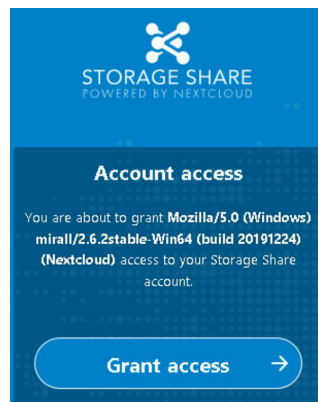 STORAGE SHARE
POWERED BY NEXTCLOUD
Account access
You are about to grant Mozilla/5.0 (Windows)
mirall/2.6.2stable-Win64 (build 20191224)
(Nextcloud) access to your Storage Share
account.
Grant access →